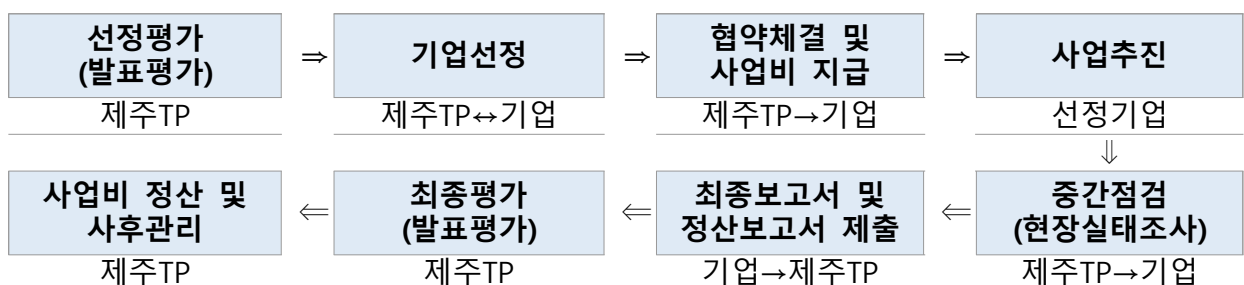 선정평가
(발표평가)
⇒
기업선정
⇒
협약체결 및
사업비 지급
⇒
사업추진
제주TP
제주TP↔기업
제주TP→기업
선정기업
⇓
사업비 정산 및
사후관리
⇐
최종평가
(발표평가)
⇐
최종보고서 및
정산보고서 제출
⇐
중간점검
(현장실태조사)
제주TP
제주TP
기업→제주TP
제주TP→기업